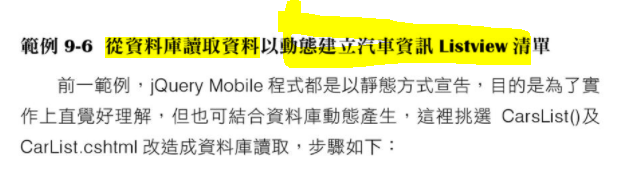 範例 9-6 從資料庫讀取資料以動態建立汽車資訊 Listview 清單
前一範例，jQuery Mobile 程式都是以靜態方式宣告，目的是為了實
作上直覺好理解，但也可結合資料庫動態產生，這裡挑選 CarsList()及
CarList.cshtml 改造成資料庫讀取，步驟如下：